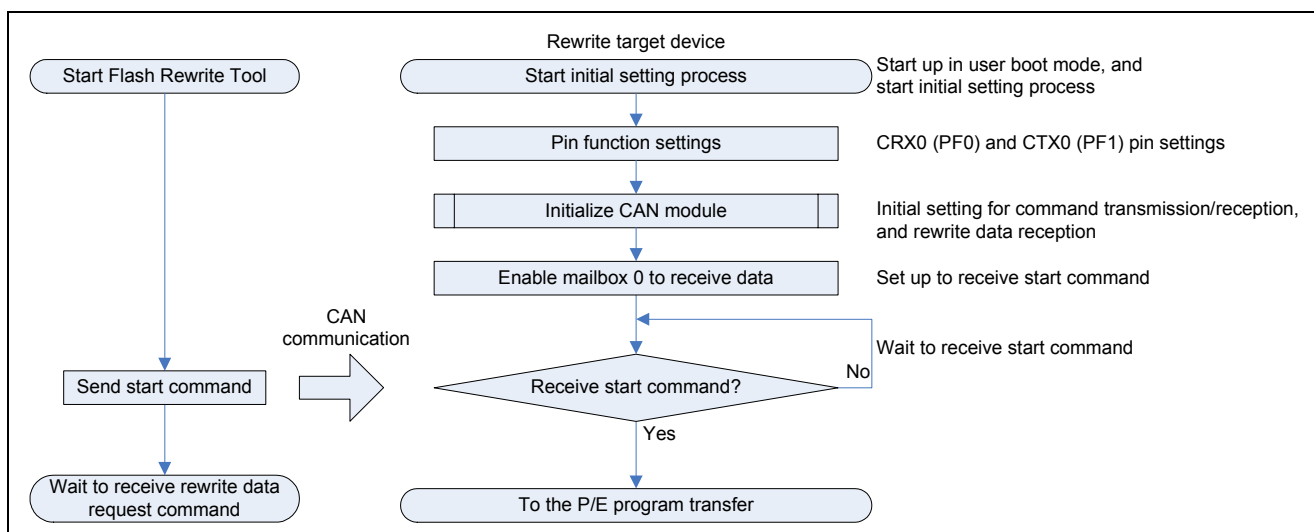 Rewrite target device
Start Flash Rewrite Tool
Start initial setting process
Start up in user boot mode, and
start initial setting process
Pin function settings
CRX0 (PF0) and CTX0 (PF1) pin settings
Initialize CAN module
Initial setting for command transmission/reception,
and rewrite data reception
Enable mailbox 0 to receive data
Set up to receive start command
CAN
communication
Wait to receive start command
Send start command
Receive start command?
No
Yes
Wait to receive rewrite data
request command
To the P/E program transfer